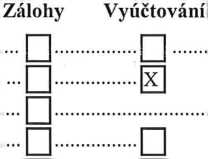 Zálohy Vyúčtování
... ☐ ............... ☐ .......
... ☐ ............... X
... ☐ ...........................
... ☐ ............... ☐